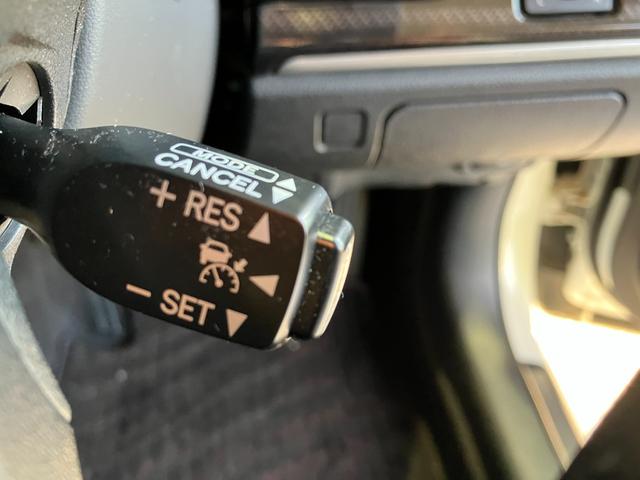 MODE
CANCEL
+ RES
− SET